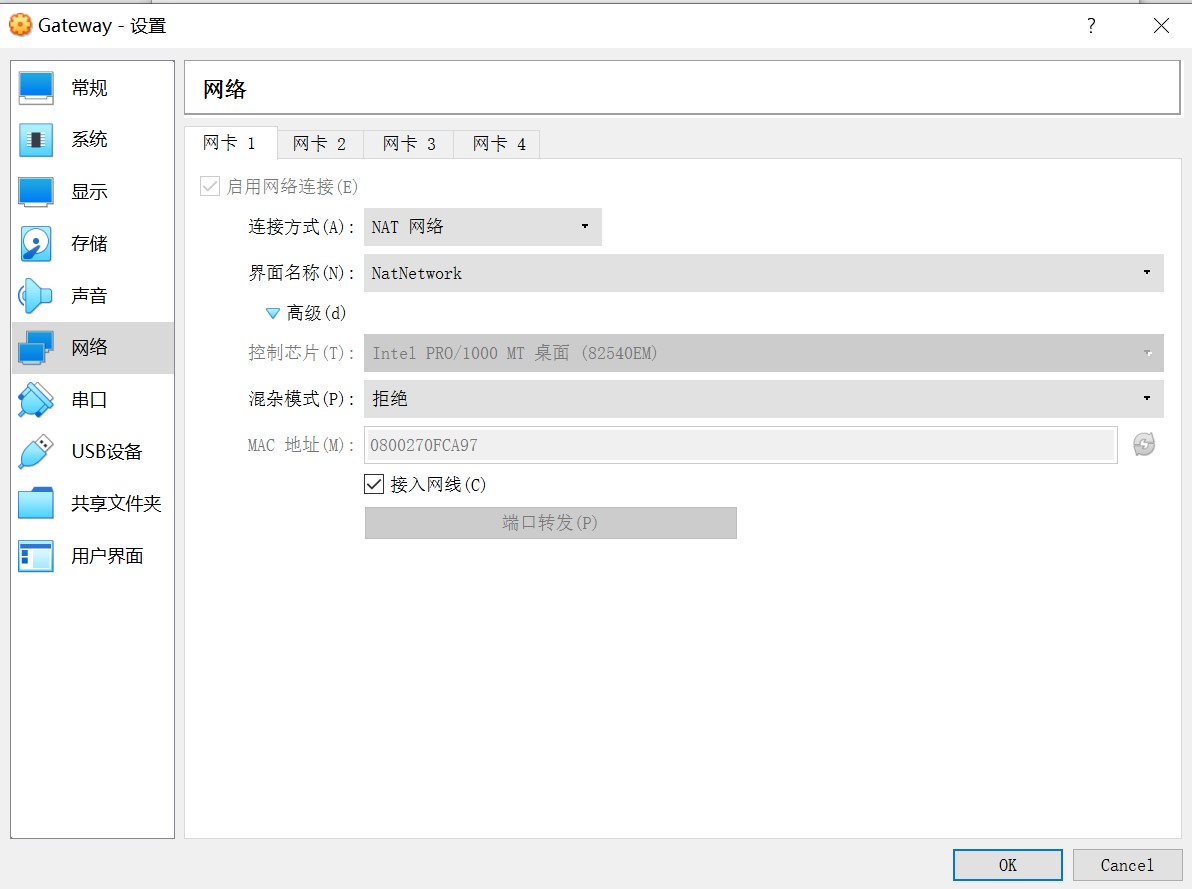 Gateway - 设置
?
常规
系统
显示
存储
声音
网络
串口
USB设备
共享文件夹
用户界面
网络
网卡 1 网卡 2 网卡 3 网卡 4
启用网络连接(E)
连接方式(A): NAT 网络
界面名称(N): NatNetwork
高级(d)
控制芯片(T): Intel PRO/1000 MT 桌面 (82540EM)
混杂模式(P): 拒绝
MAC 地址(M): 0800270FCA97
接入网线(C)
端口转发(P)
OK Cancel